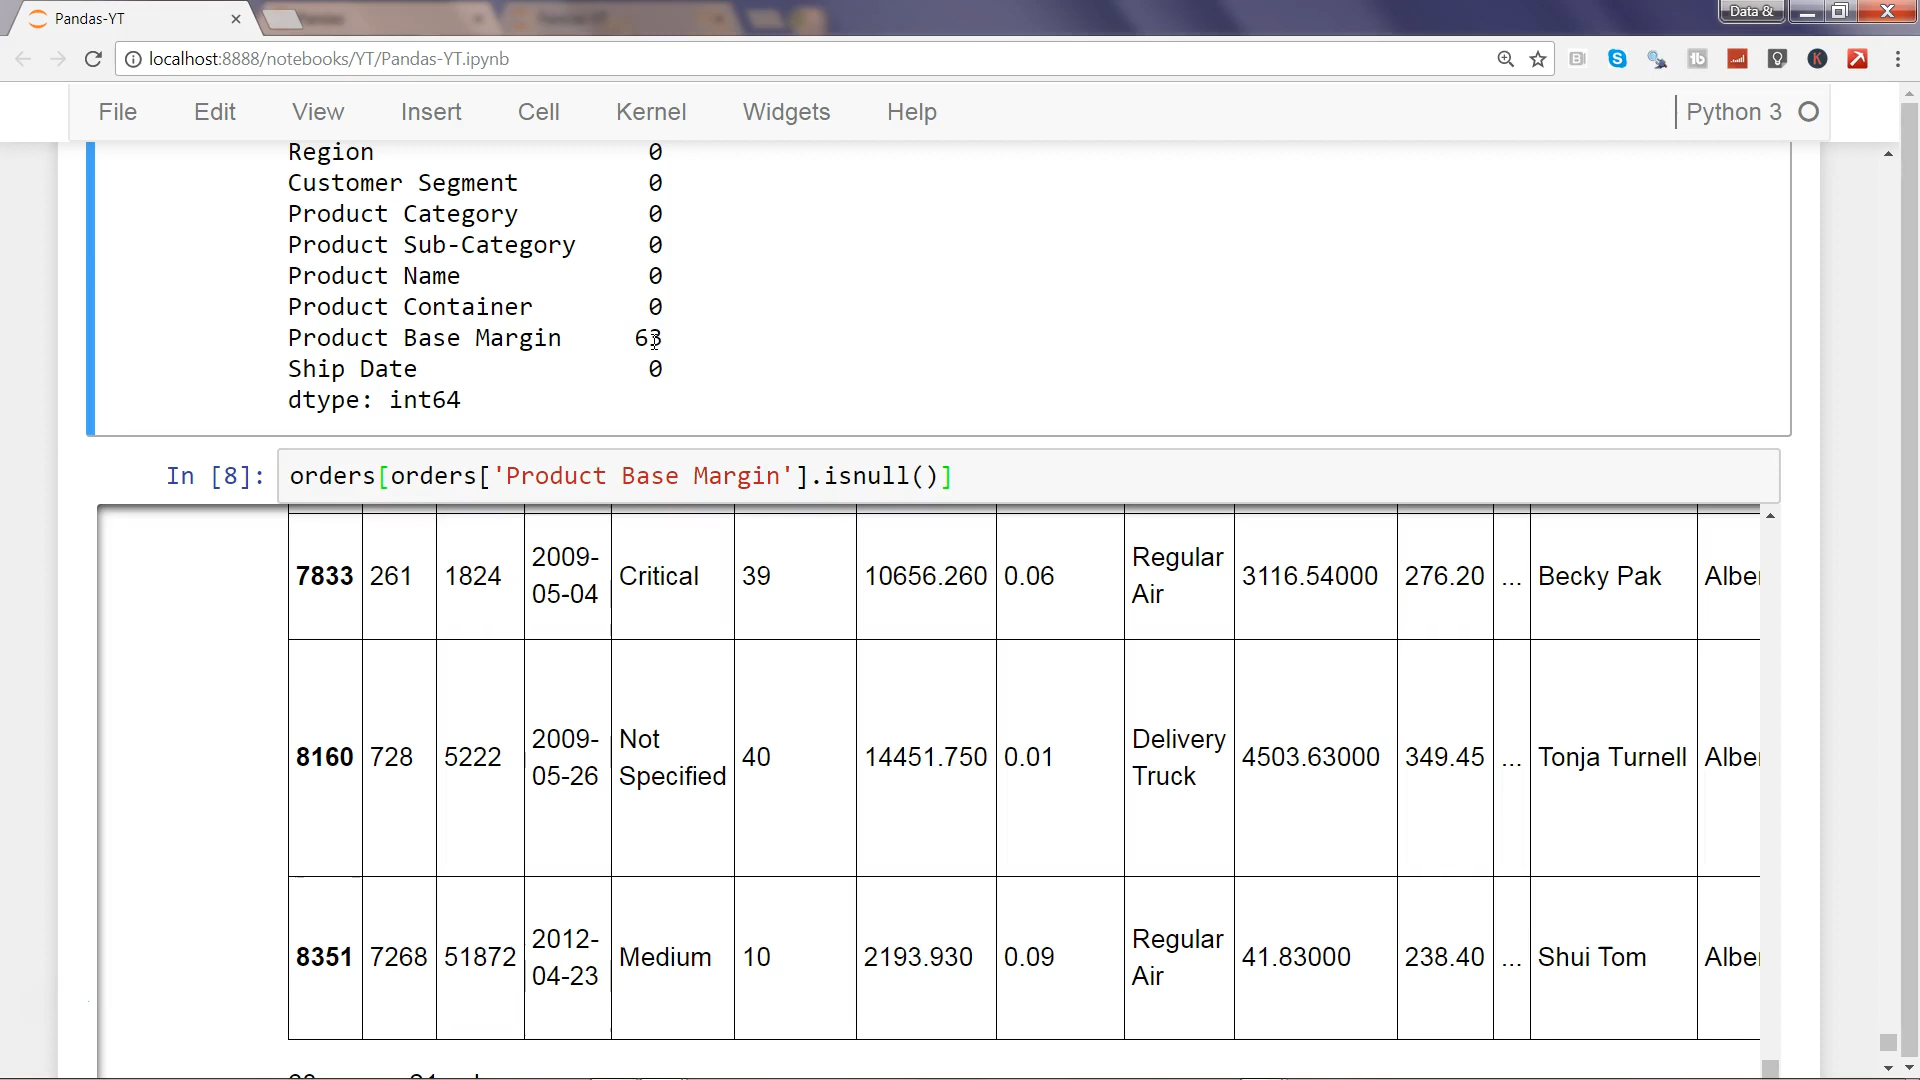 Pandas-YT
Data &
localhost:8888/notebooks/YT/Pandas-YT.ipynb
File Edit View Insert Cell Kernel Widgets Help Python 3
Region 0
Customer Segment 0
Product Category 0
Product Sub-Category 0
Product Name 0
Product Container 0
Product Base Margin 63
Ship Date 0
dtype: int64
In [8]: orders[orders['Product Base Margin'].isnull()]
7833 261 1824 2009-05-04 Critical 39 10656.260 0.06 Regular Air 3116.54000 276.20 ... Becky Pak Alber
8160 728 5222 2009-05-26 Not Specified 40 14451.750 0.01 Delivery Truck 4503.63000 349.45 ... Tonja Turnell Alber
8351 7268 51872 2012-04-23 Medium 10 2193.930 0.09 Regular Air 41.83000 238.40 ... Shui Tom Alber